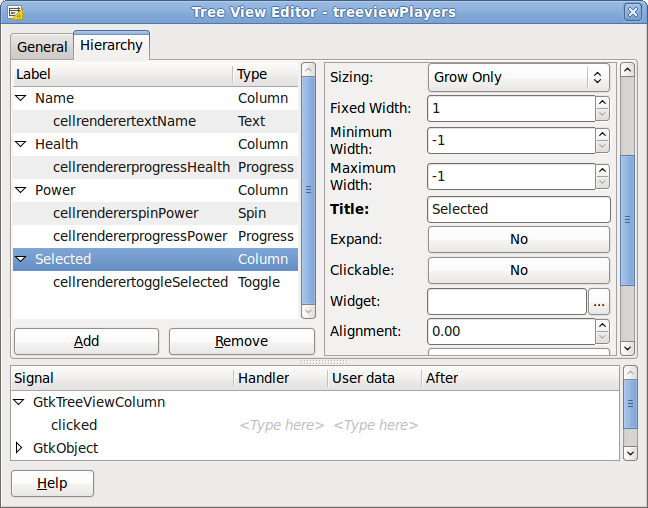 Tree View Editor - treeviewPlayers
General Hierarchy
Label Type
Name Column
cellrenderertextName Text
Health Column
cellrendererprogressHealth Progress
Power Column
cellrendererspinPower Spin
cellrendererprogressPower Progress
Selected Column
cellrenderertoggleSelected Toggle
Add Remove
Sizing: Grow Only
Fixed Width: 1
Minimum
Width: -1
Maximum
Width: -1
Title: Selected
Expand: No
Clickable: No
Widget: ...
Alignment: 0.00
Signal Handler User data After
GtkTreeViewColumn
clicked <Type here> <Type here>
GtkObject
Help